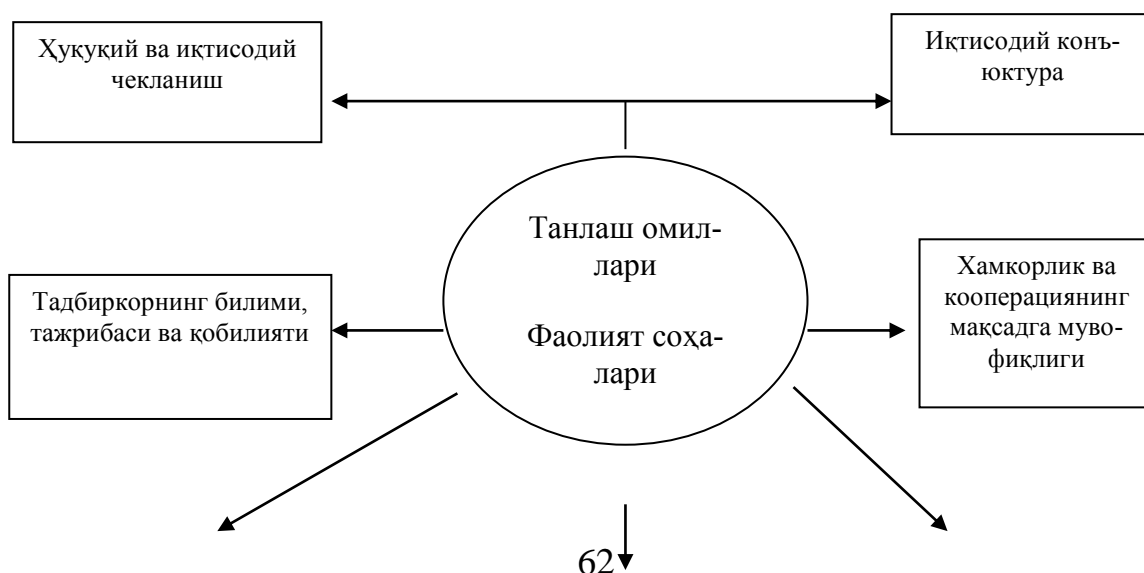 Ҳуқуқий ва иқтисодий
чекланиш
Иқтисодий конъ-
юктура
Танлаш омил-
лари
Фаолият соҳа-
лари
Тадбиркорнинг билими,
тажрибаси ва қобилияти
Хамкорлик ва
кооперациянинг
мақсадга муво-
фиқлиги
62